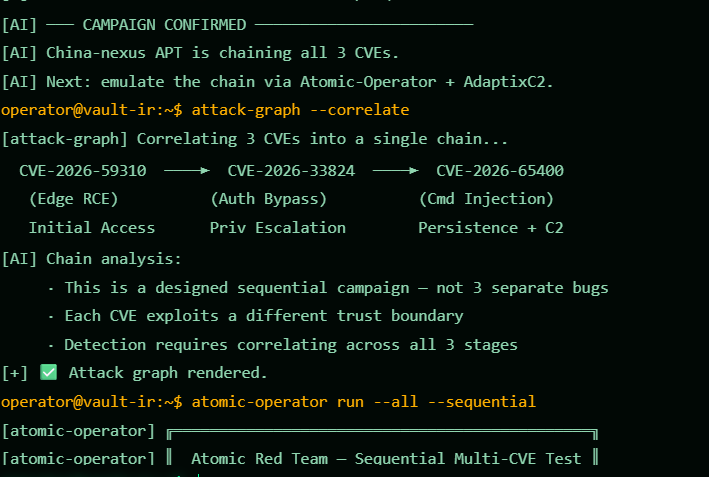 [AI] ─── CAMPAIGN CONFIRMED ────────────────────────
[AI] China-nexus APT is chaining all 3 CVEs.
[AI] Next: emulate the chain via Atomic-Operator + AdaptixC2.
operator@vault-ir:~$ attack-graph --correlate
[attack-graph] Correlating 3 CVEs into a single chain...
CVE-2026-59310 ────► CVE-2026-33824 ────► CVE-2026-65400
(Edge RCE) (Auth Bypass) (Cmd Injection)
Initial Access Priv Escalation Persistence + C2
[AI] Chain analysis:
· This is a designed sequential campaign — not 3 separate bugs
· Each CVE exploits a different trust boundary
· Detection requires correlating across all 3 stages
[+] ✅ Attack graph rendered.
operator@vault-ir:~$ atomic-operator run --all --sequential
[atomic-operator] ╔══════════════════════════════════════════════╗
[atomic-operator] ║ Atomic Red Team — Sequential Multi-CVE Test ║